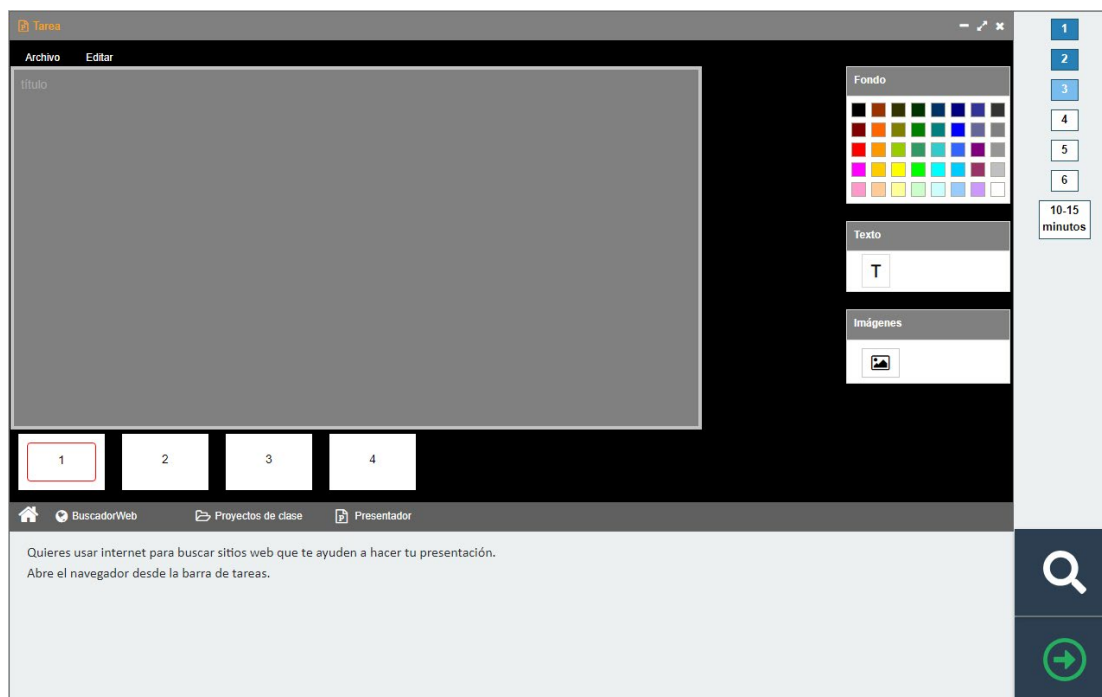 Tarea
Archivo Editar
título
Fondo
Texto
T
Imágenes
1 2 3 4
BuscadorWeb Proyectos de clase Presentador
Quieres usar internet para buscar sitios web que te ayuden a hacer tu presentación.
Abre el navegador desde la barra de tareas.
1
2
3
4
5
6
10-15
minutos